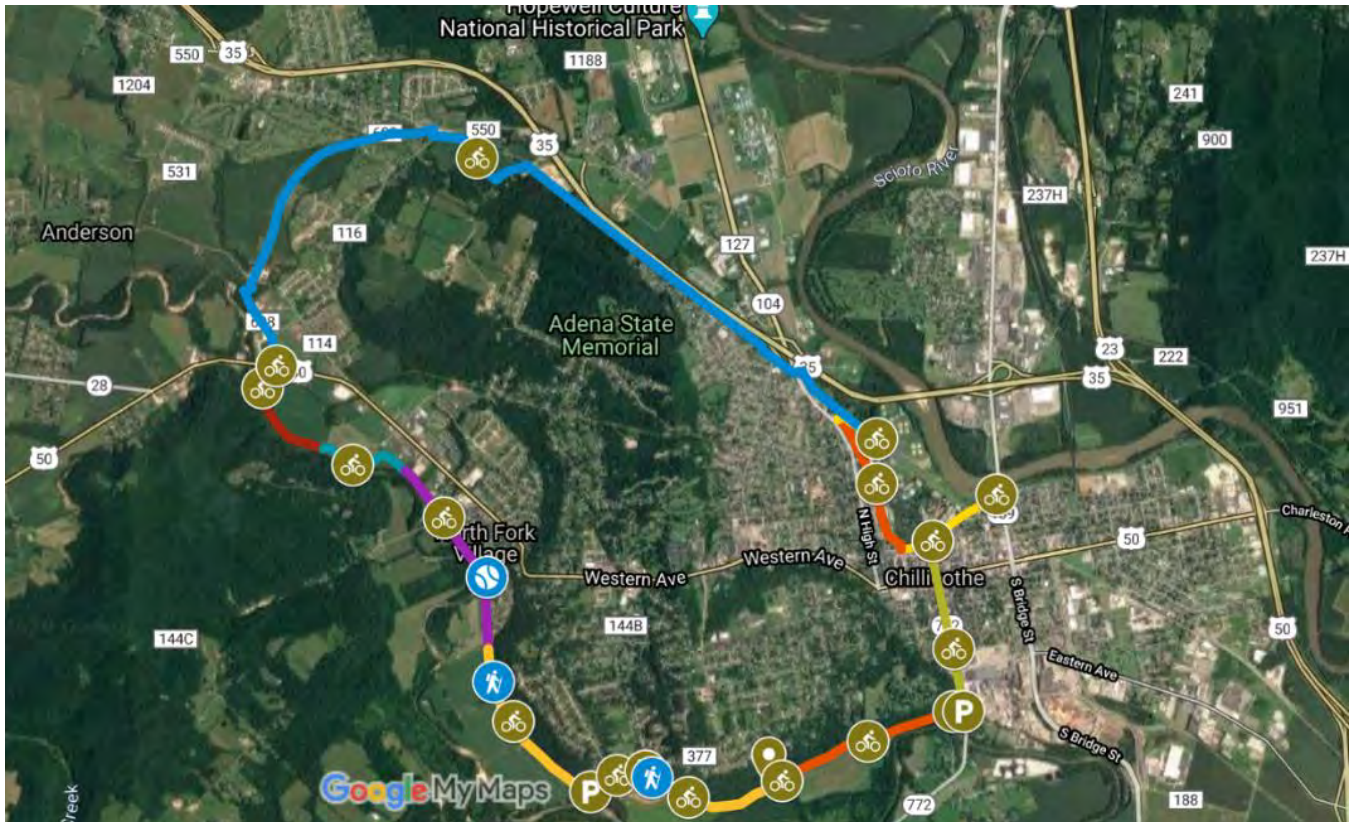 Hopewell Culture
National Historical Park
550
35
1188
1204
241
900
550
35
531
Scioto River
237H
Anderson
116
127
237H
104
Adena State
Memorial
114
35
23
222
28
35
951
50
N High St
50
Charleston
North Fork
Village
Western Ave
Western Ave
Chillicothe
S Bridge St
144C
144B
50
Eastern Ave
P
377
S Bridge St
Google My Maps
P
772
188
Creek